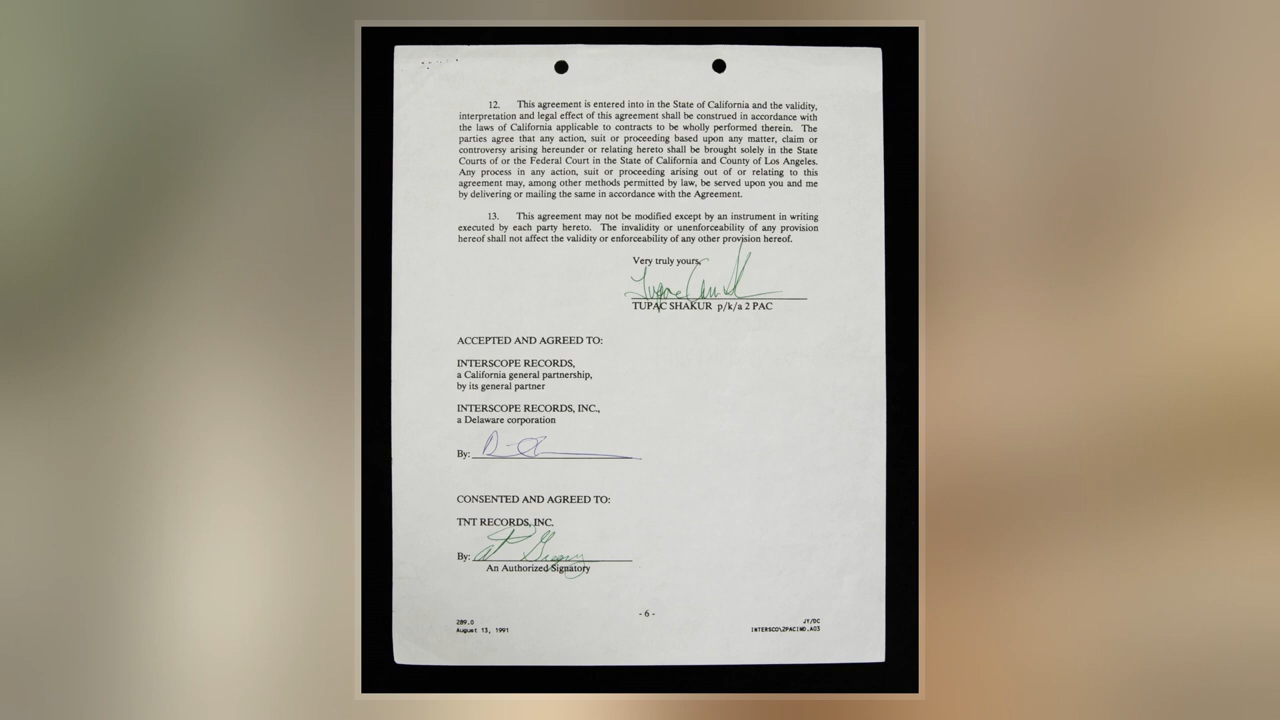 12. This agreement is entered into in the State of California and the validity,
interpretation and legal effect of this agreement shall be construed in accordance with
the laws of California applicable to contracts to be wholly performed therein. The
parties agree that any action, suit or proceeding based upon any matter, claim or
controversy arising hereunder or relating hereto shall be brought solely in the State
Courts of or the Federal Court in the State of California and County of Los Angeles.
Any process in any action, suit or proceeding arising out of or relating to this
agreement may, among other methods permitted by law, be served upon you and me
by delivering or mailing the same in accordance with the Agreement.
13. This agreement may not be modified except by an instrument in writing
executed by each party hereto. The invalidity or unenforceability of any provision
hereof shall not affect the validity or enforceability of any other provision hereof.
Very truly yours,
TUPAC SHAKUR p/k/a 2 PAC
ACCEPTED AND AGREED TO:
INTERSCOPE RECORDS,
a California general partnership,
by its general partner
INTERSCOPE RECORDS, INC.,
a Delaware corporation
By:
CONSENTED AND AGREED TO:
TNT RECORDS, INC.
By:
An Authorized Signatory
- 6 -
289.0
August 13, 1991
JY/DC
INTERSCO\2PACIND.A03